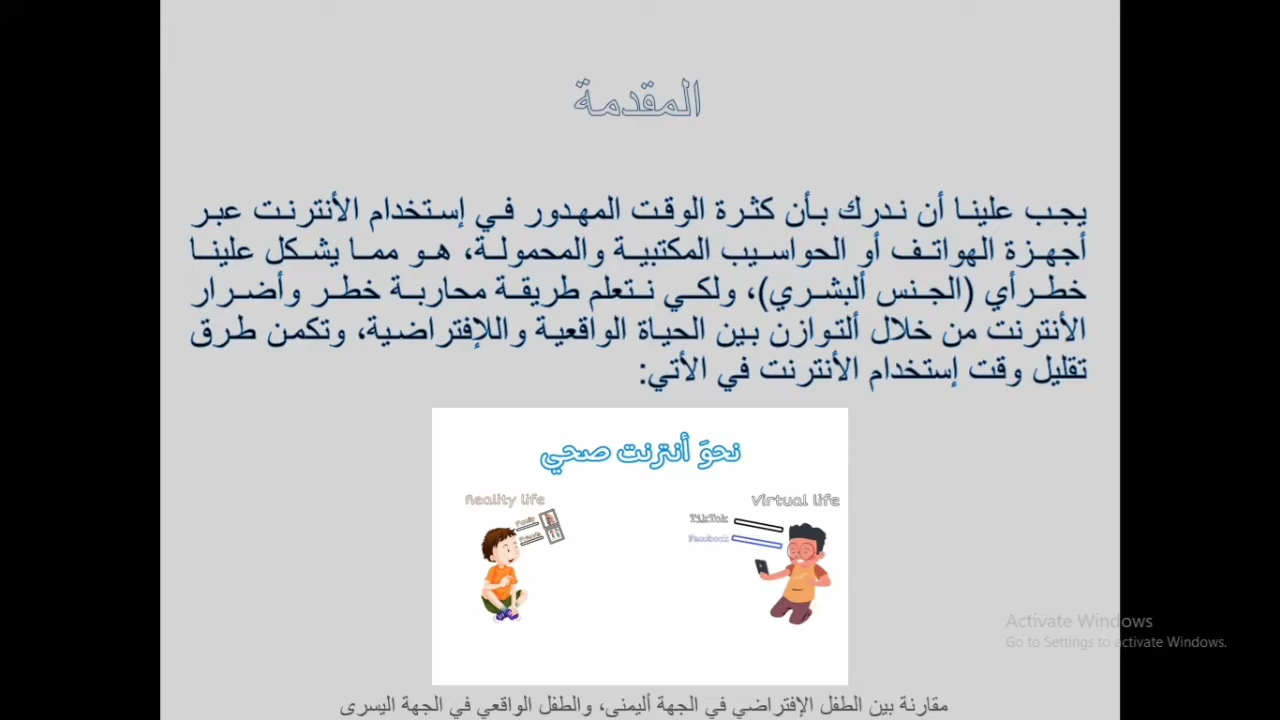 المقدمة
يجب علينا أن ندرك بأن كثرة الوقت المهدور في إستخدام الأنترنت عبر
أجهزة الهواتف أو الحواسيب المكتبية والمحمولة، هو مما يشكل علينا
خطرأي (الجنس ألبشري)، ولكي نتعلم طريقة محاربة خطر وأضرار
الأنترنت من خلال ألتوازن بين الحياة الواقعية واللإفتراضية، وتكمن طرق
تقليل وقت إستخدام الأنترنت في الأتي:
نحوَ أنترنت صحي
Reality life
Virtual life
TikTok
Facebook
Family
Friends
Activate Windows
Go to Settings to activate Windows.
مقارنة بين الطفل الإفتراضي في الجهة أليمنى، والطفل الواقعي في الجهة اليسرى